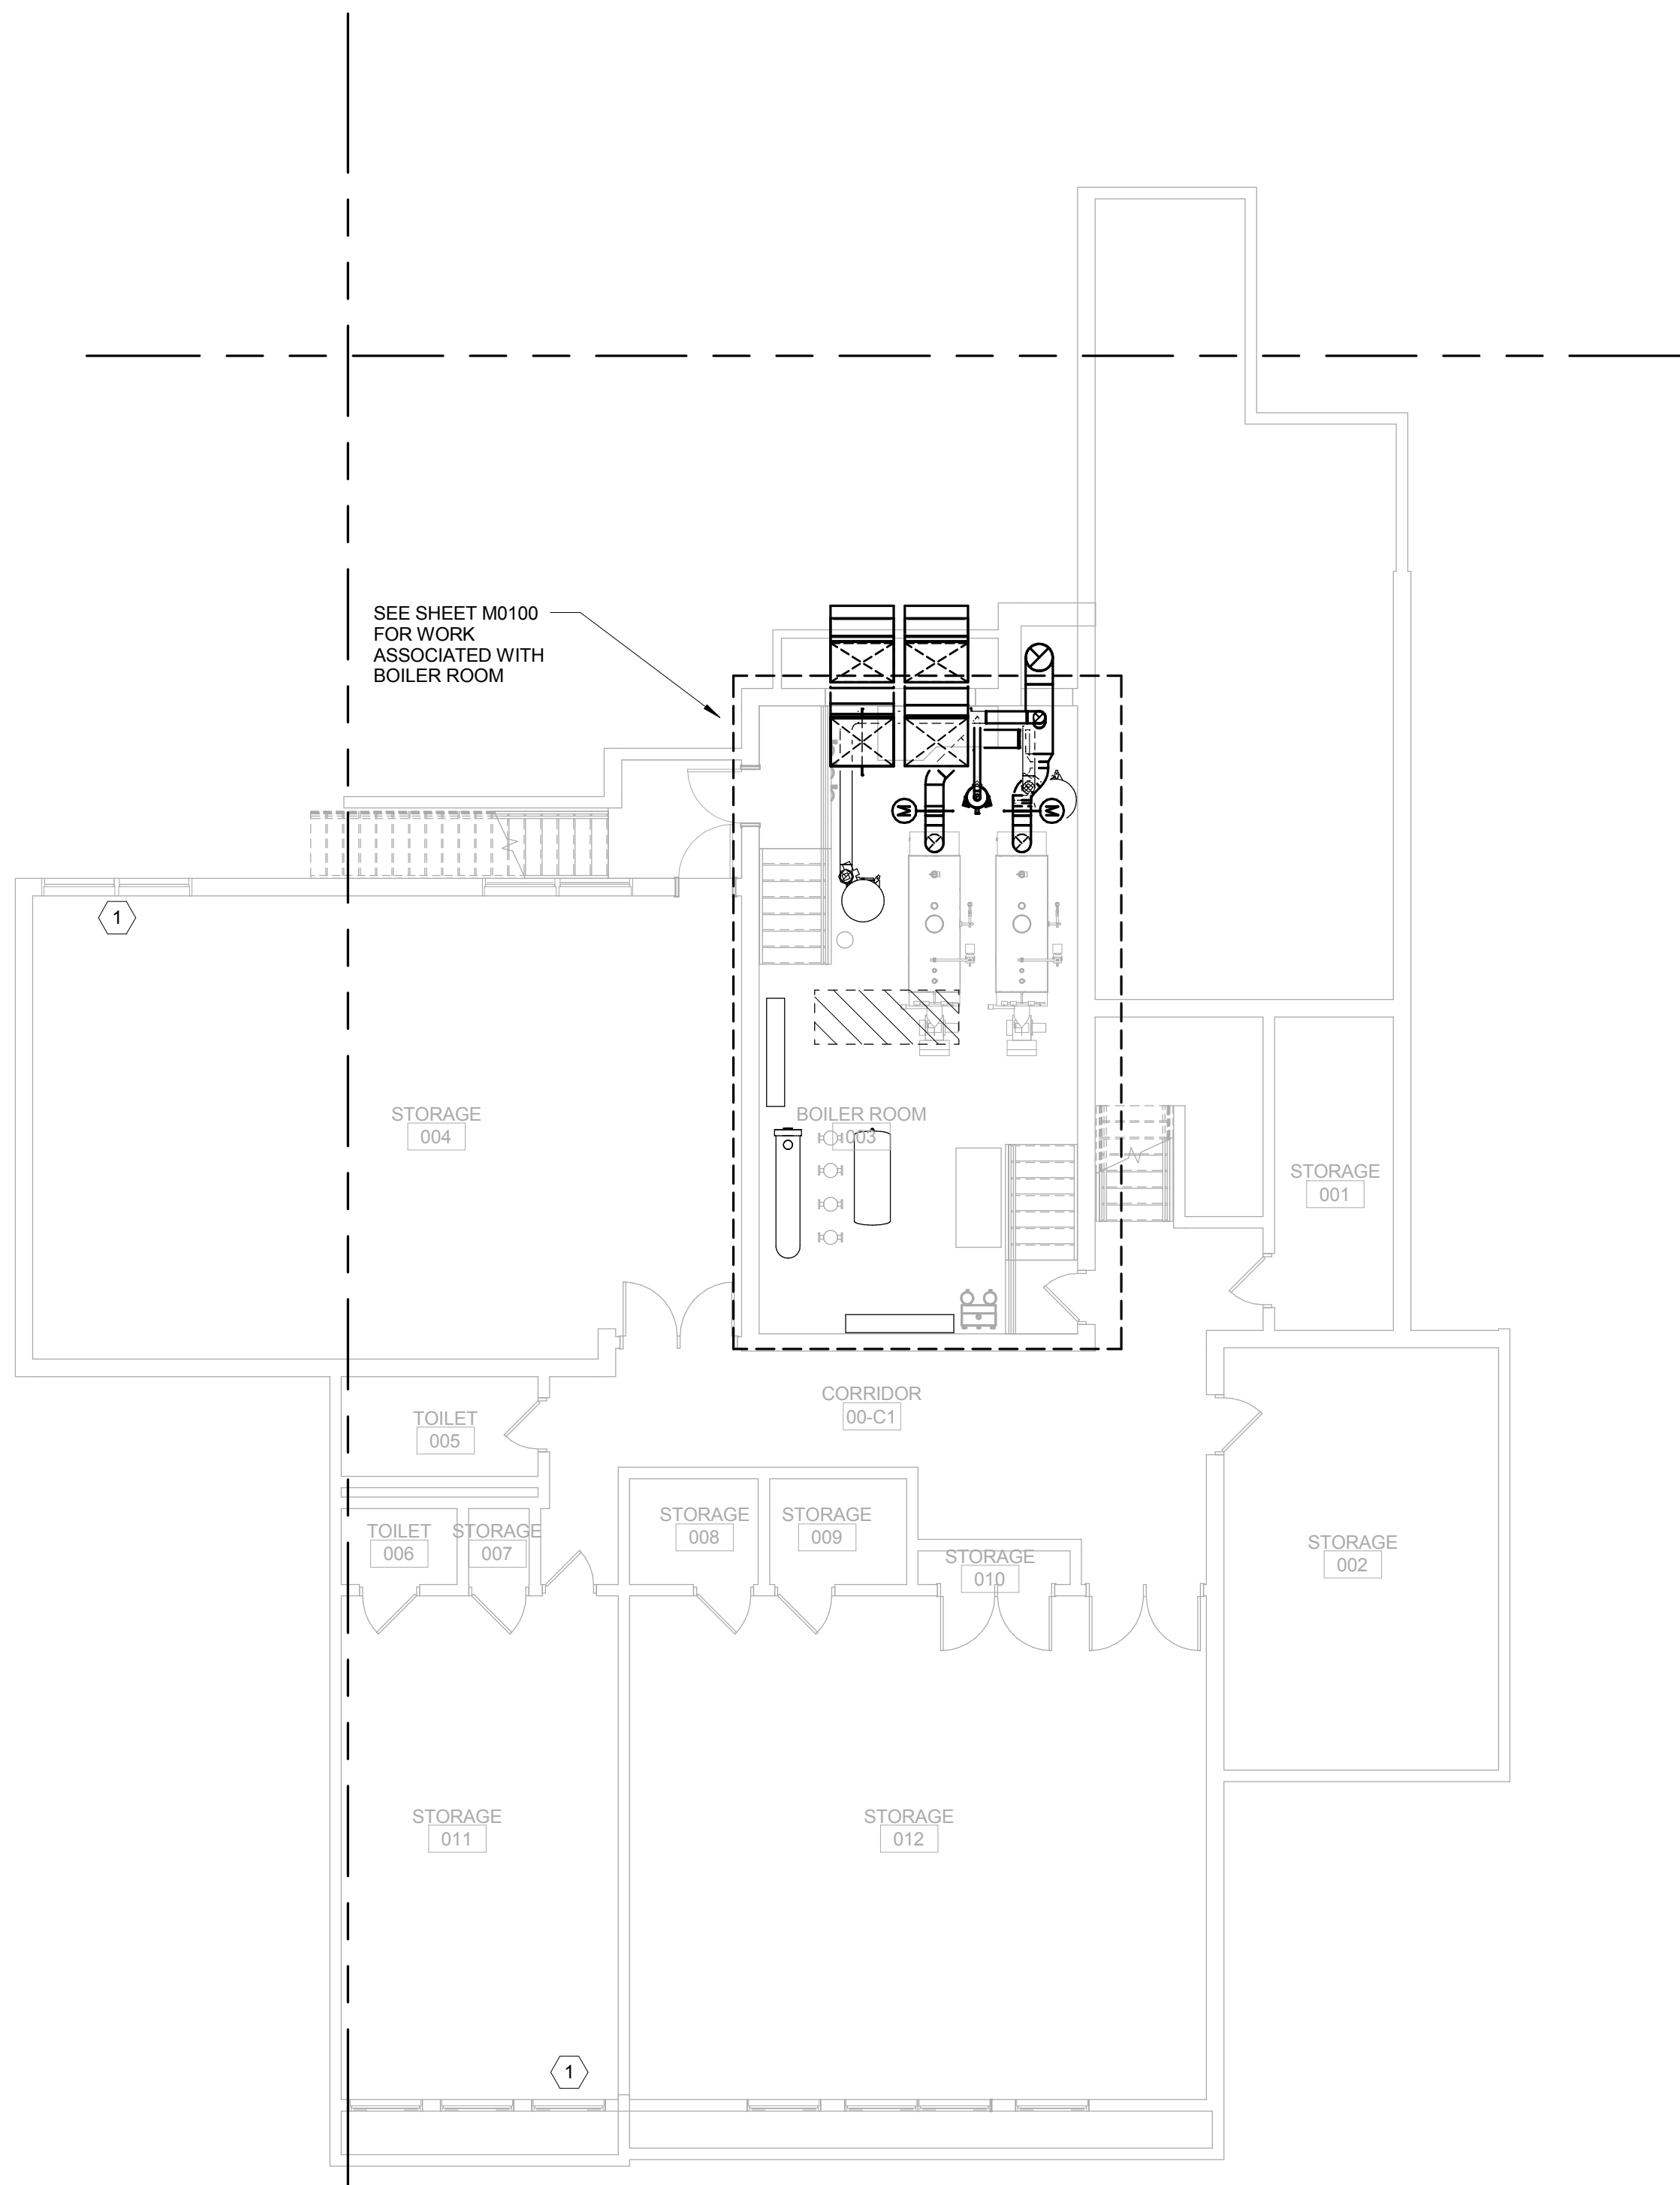 SEE SHEET M0100
FOR WORK
ASSOCIATED WITH
BOILER ROOM
M
M
1
STORAGE
004
BOILER ROOM
003
STORAGE
001
CORRIDOR
00-C1
TOILET
005
STORAGE
008
STORAGE
009
TOILET
006
STORAGE
007
STORAGE
010
STORAGE
002
STORAGE
011
STORAGE
012
1